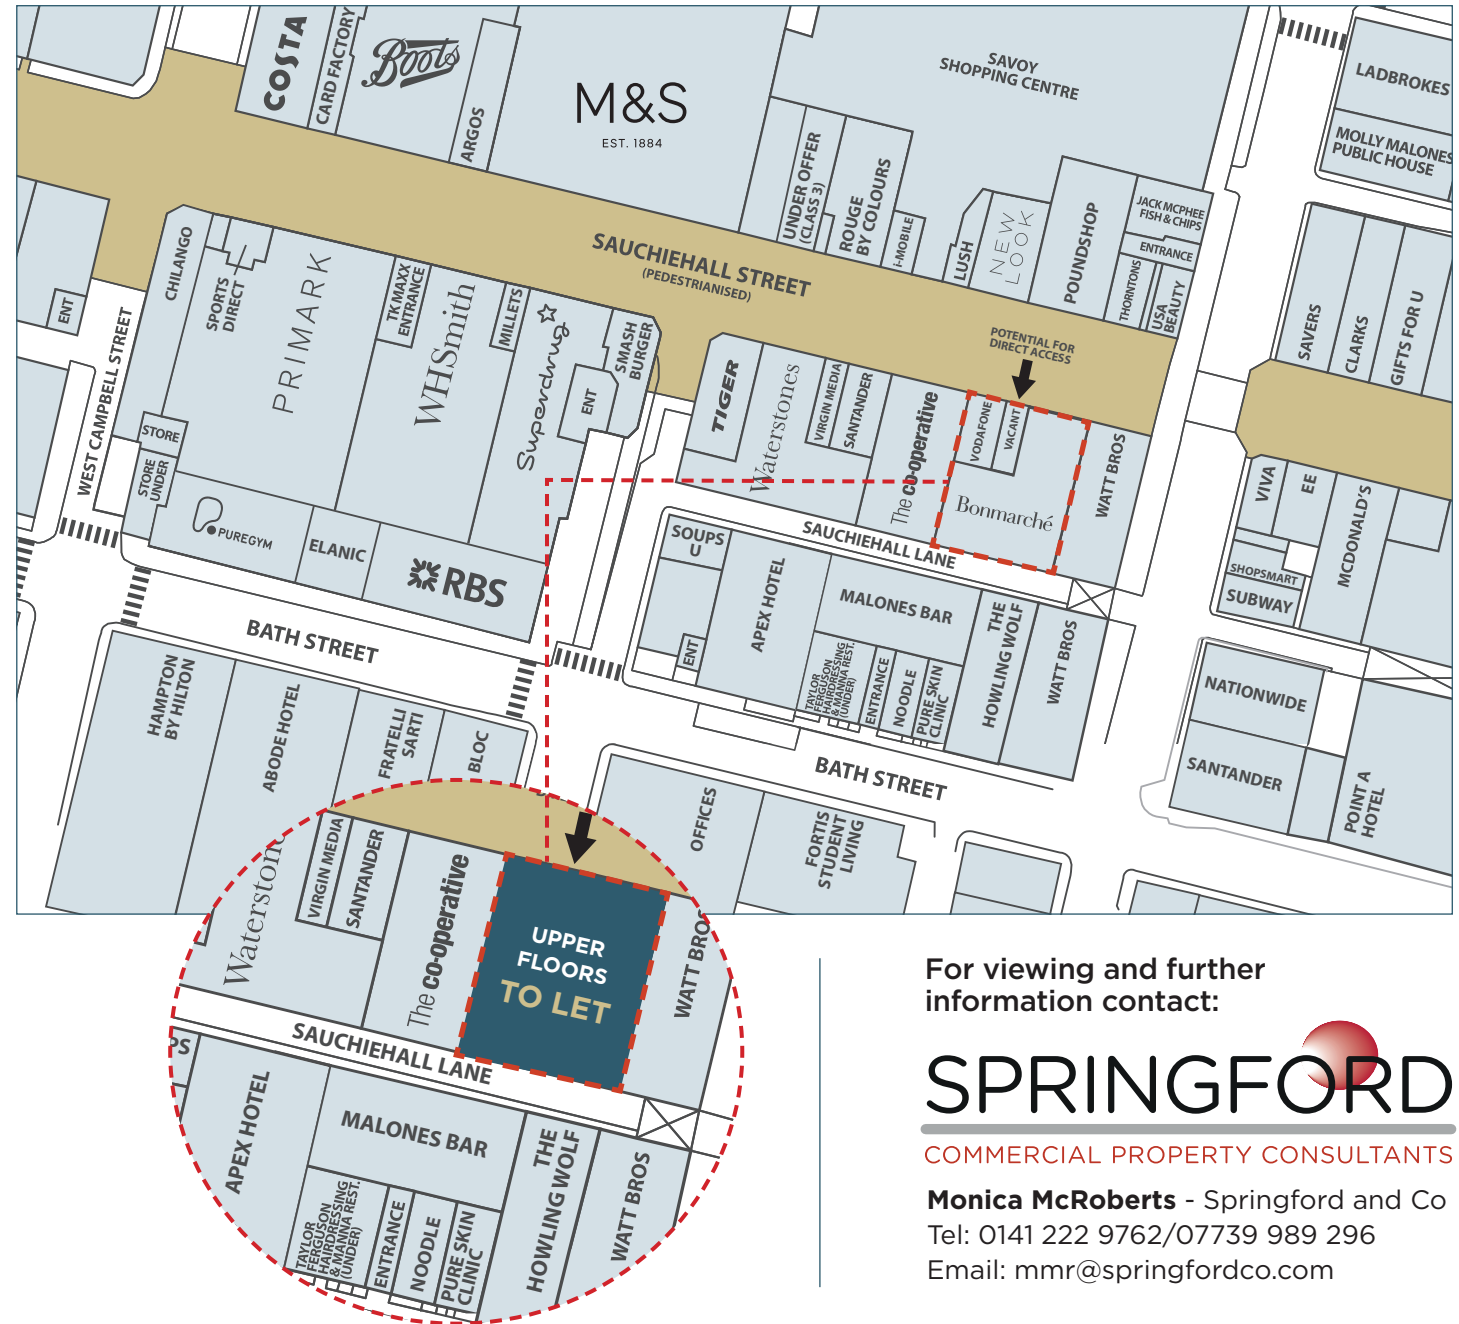 COSTA
CARD FACTORY
Boots
ARGOS
M&S
EST. 1884
SAVOY
SHOPPING CENTRE
LADBROKES
MOLLY MALONES
PUBLIC HOUSE
UNDER OFFER
(CLASS 3)
ROUGE
BY COLOURS
i-MOBILE
LUSH
NEW
LOOK
POUNDSHOP
JACK MCPHEE
FISH & CHIPS
ENTRANCE
THORNTONS
USA
BEAUTY
SAUCHIEHALL STREET
(PEDESTRIANISED)
SAVERS
CLARKS
GIFTS FOR U
ENT
WEST CAMPBELL STREET
CHILANGO
SPORTS
DIRECT
PRIMARK
TK MAXX
ENTRANCE
WHSmith
MILLETS
Superdrug
SMASH
BURGER
ENT
STORE
STORE
UNDER
PUREGYM
ELANIC
RBS
TIGER
Waterstones
VIRGIN MEDIA
SANTANDER
The co-operative
POTENTIAL FOR
DIRECT ACCESS
VODAFONE
VACANT
Bonmarché
WATT BROS
VIVA
EE
MCDONALD'S
SHOPSMART
SUBWAY
SAUCHIEHALL LANE
SOUPS
U
ENT
APEX HOTEL
MALONES BAR
TAYLOR
FERGUSON
HAIRDRESSING
& MANNA REST.
(UNDER)
ENTRANCE
NOODLE
PURE SKIN
CLINIC
THE
HOWLING WOLF
WATT BROS
NATIONWIDE
SANTANDER
POINT A
HOTEL
BATH STREET
BATH STREET
HAMPTON
BY HILTON
ABODE HOTEL
FRATELLI
SARTI
BLOC
OFFICES
FORTIS
STUDENT
LIVING
Waterston
VIRGIN MEDIA
SANTANDER
The co-operative
UPPER
FLOORS
TO LET
WATT BRO
SAUCHIEHALL LANE
PS
APEX HOTEL
MALONES BAR
TAYLOR
FERGUSON
HAIRDRESSING
& MANNA REST.
(UNDER)
ENTRANCE
NOODLE
PURE SKIN
CLINIC
THE
HOWLING WOLF
WATT BROS
For viewing and further
information contact:
SPRINGFORD
COMMERCIAL PROPERTY CONSULTANTS
Monica McRoberts - Springford and Co
Tel: 0141 222 9762/07739 989 296
Email: mmr@springfordco.com